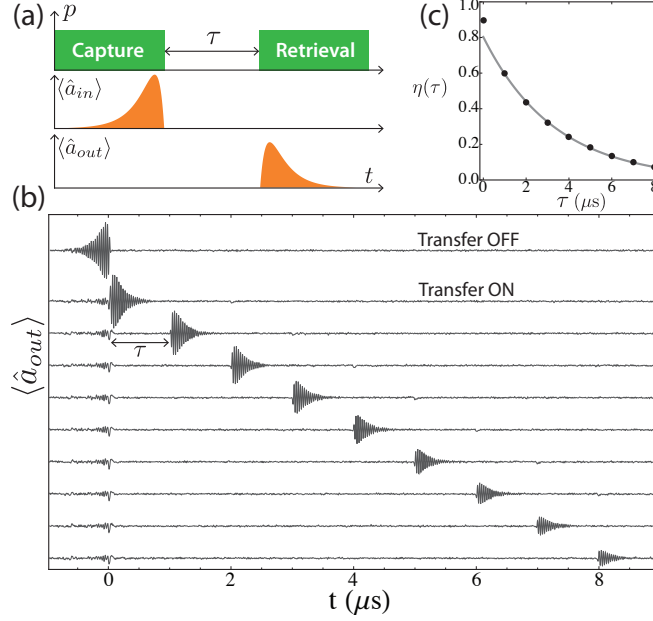 (a)
p
Capture
τ
Retrieval
⟨â_in⟩
⟨â_out⟩
t
(c)
1.0
0.8
η(τ)
0.6
0.4
0.2
0.0
0 2 4 6 8
τ (μs)
(b)
Transfer OFF
Transfer ON
τ
⟨â_out⟩
0 2 4 6 8
t (μs)